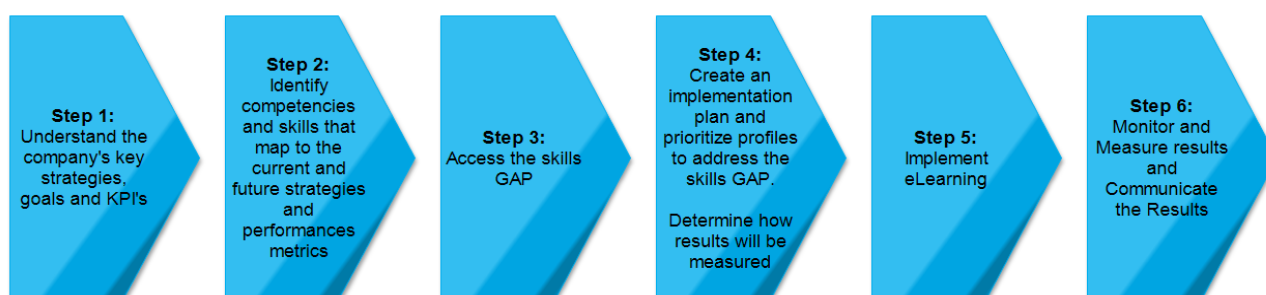 Step 1:
Understand the
company's key
strategies,
goals and KPI's
Step 2:
Identify
competencies
and skills that
map to the
current and
future strategies
and
performances
metrics
Step 3:
Access the skills
GAP
Step 4:
Create an
implementation
plan and
prioritize profiles
to address the
skills GAP.
Determine how
results will be
measured
Step 5:
Implement
eLearning
Step 6:
Monitor and
Measure results
and
Communicate
the Results